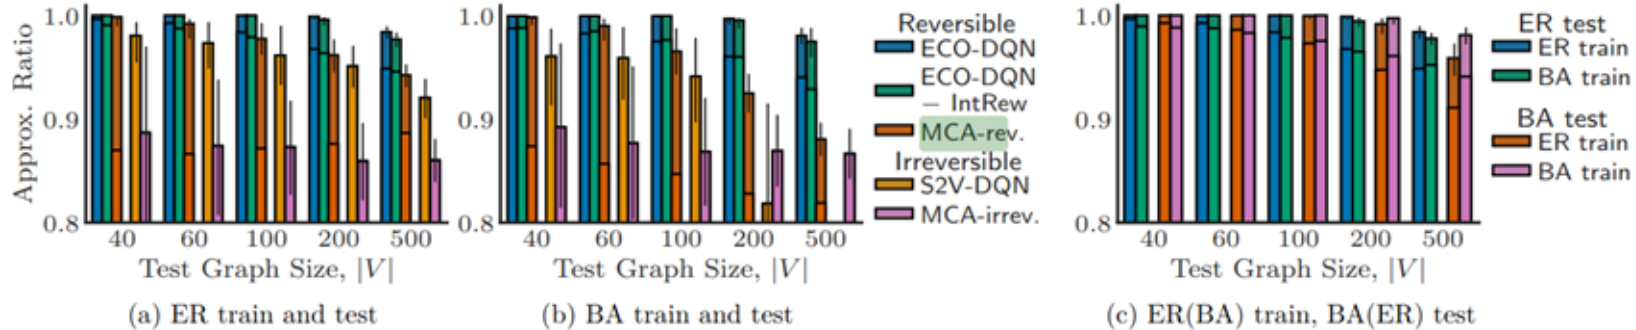 Approx. Ratio
1.0
0.9
0.8
40 60 100 200 500
Test Graph Size, |V|
(a) ER train and test
1.0
0.9
0.8
40 60 100 200 500
Test Graph Size, |V|
(b) BA train and test
Reversible
ECO-DQN
ECO-DQN
— IntRew
MCA-rev.
Irreversible
S2V-DQN
MCA-irrev.
1.0
0.9
0.8
40 60 100 200 500
Test Graph Size, |V|
(c) ER(BA) train, BA(ER) test
ER test
ER train
BA train
BA test
ER train
BA train